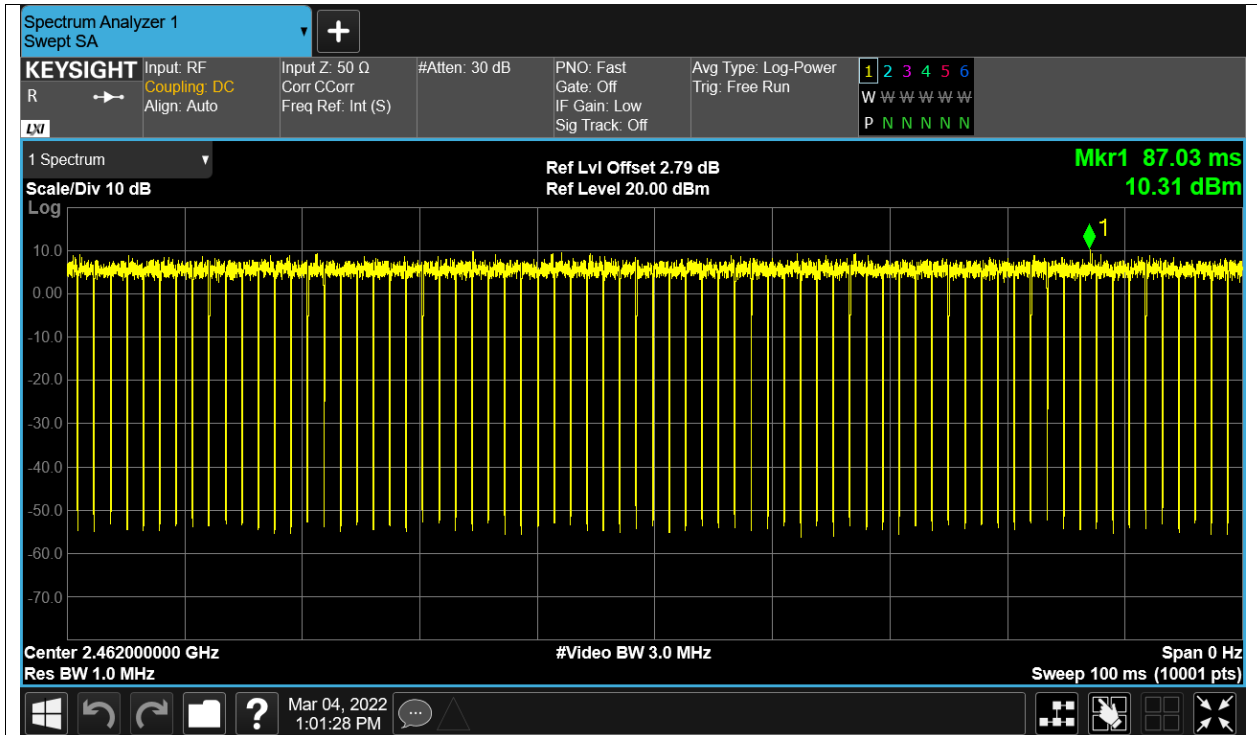 Spectrum Analyzer 1
Swept SA
+
KEYSIGHT
R
LXI
Input: RF
Coupling: DC
Align: Auto
Input Z: 50 Ω
Corr CCorr
Freq Ref: Int (S)
#Atten: 30 dB
PNO: Fast
Gate: Off
IF Gain: Low
Sig Track: Off
Avg Type: Log-Power
Trig: Free Run
1 2 3 4 5 6
W W W W W W
P N N N N N
1 Spectrum
Scale/Div 10 dB
Log
Ref Lvl Offset 2.79 dB
Ref Level 20.00 dBm
Mkr1 87.03 ms
10.31 dBm
1
10.0
0.00
-10.0
-20.0
-30.0
-40.0
-50.0
-60.0
-70.0
Center 2.462000000 GHz
Res BW 1.0 MHz
#Video BW 3.0 MHz
Span 0 Hz
Sweep 100 ms (10001 pts)
?
Mar 04, 2022
1:01:28 PM